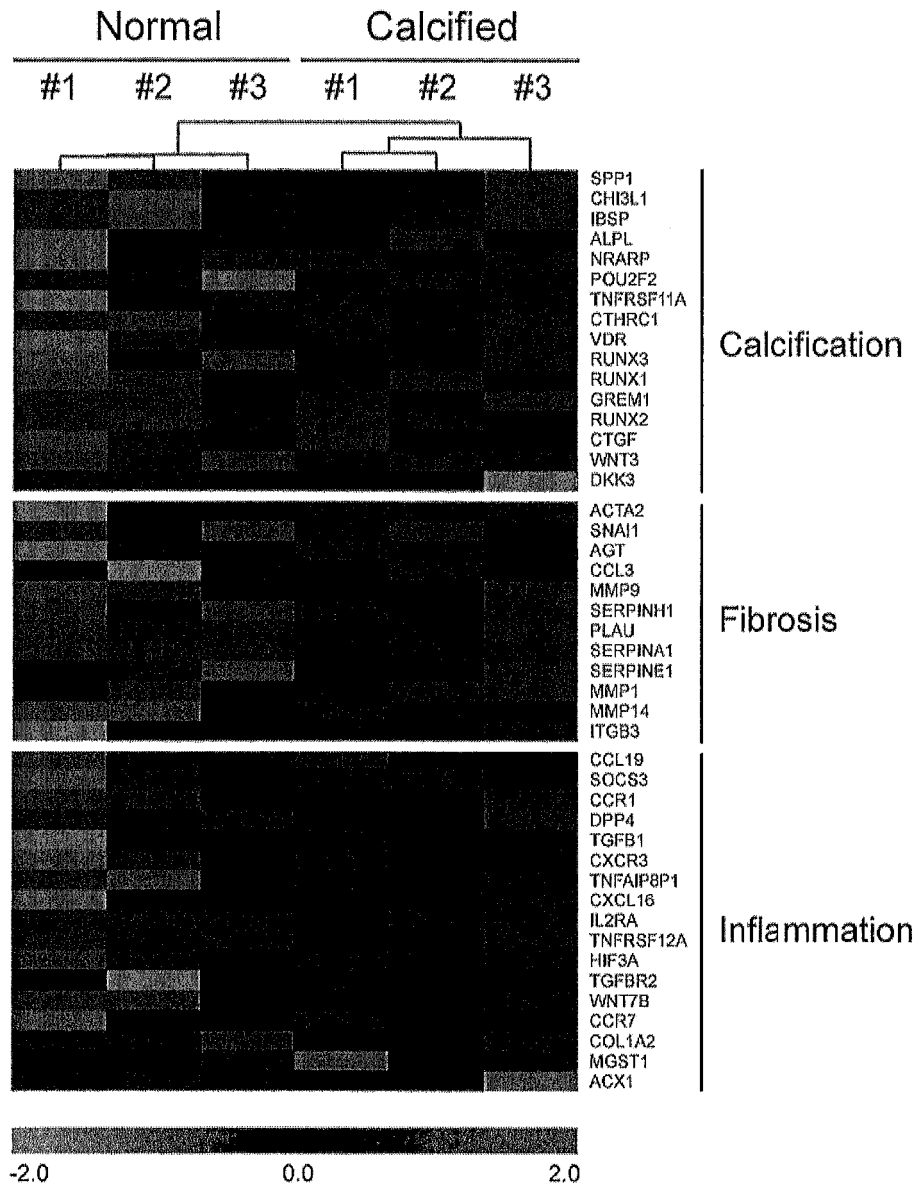 Normal Calcified
#1 #2 #3 #1 #2 #3
SPP1
CHI3L1
IBSP
ALPL
NRARP
POU2F2
TNFRSF11A
CTHRC1
VDR
RUNX3
RUNX1
GREM1
RUNX2
CTGF
WNT3
DKK3
Calcification
ACTA2
SNAI1
AGT
CCL3
MMP9
SERPINH1
PLAU
SERPINA1
SERPINE1
MMP1
MMP14
ITGB3
Fibrosis
CCL19
SOCS3
CCR1
DPP4
TGFB1
CXCR3
TNFAIP8P1
CXCL16
IL2RA
TNFRSF12A
HIF3A
TGFBR2
WNT7B
CCR7
COL1A2
MGST1
ACX1
Inflammation
-2.0 0.0 2.0